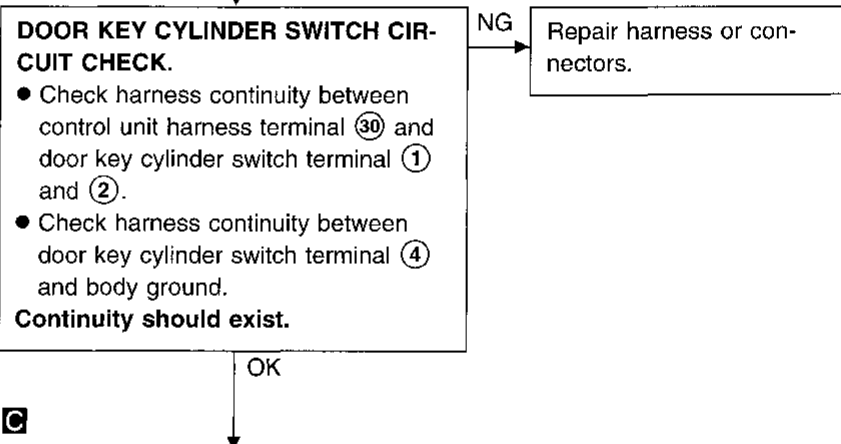 DOOR KEY CYLINDER SWITCH CIR-
CUIT CHECK.
● Check harness continuity between
control unit harness terminal ㉚ and
door key cylinder switch terminal ①
and ②.
● Check harness continuity between
door key cylinder switch terminal ④
and body ground.
Continuity should exist.
NG
Repair harness or con-
nectors.
OK
C